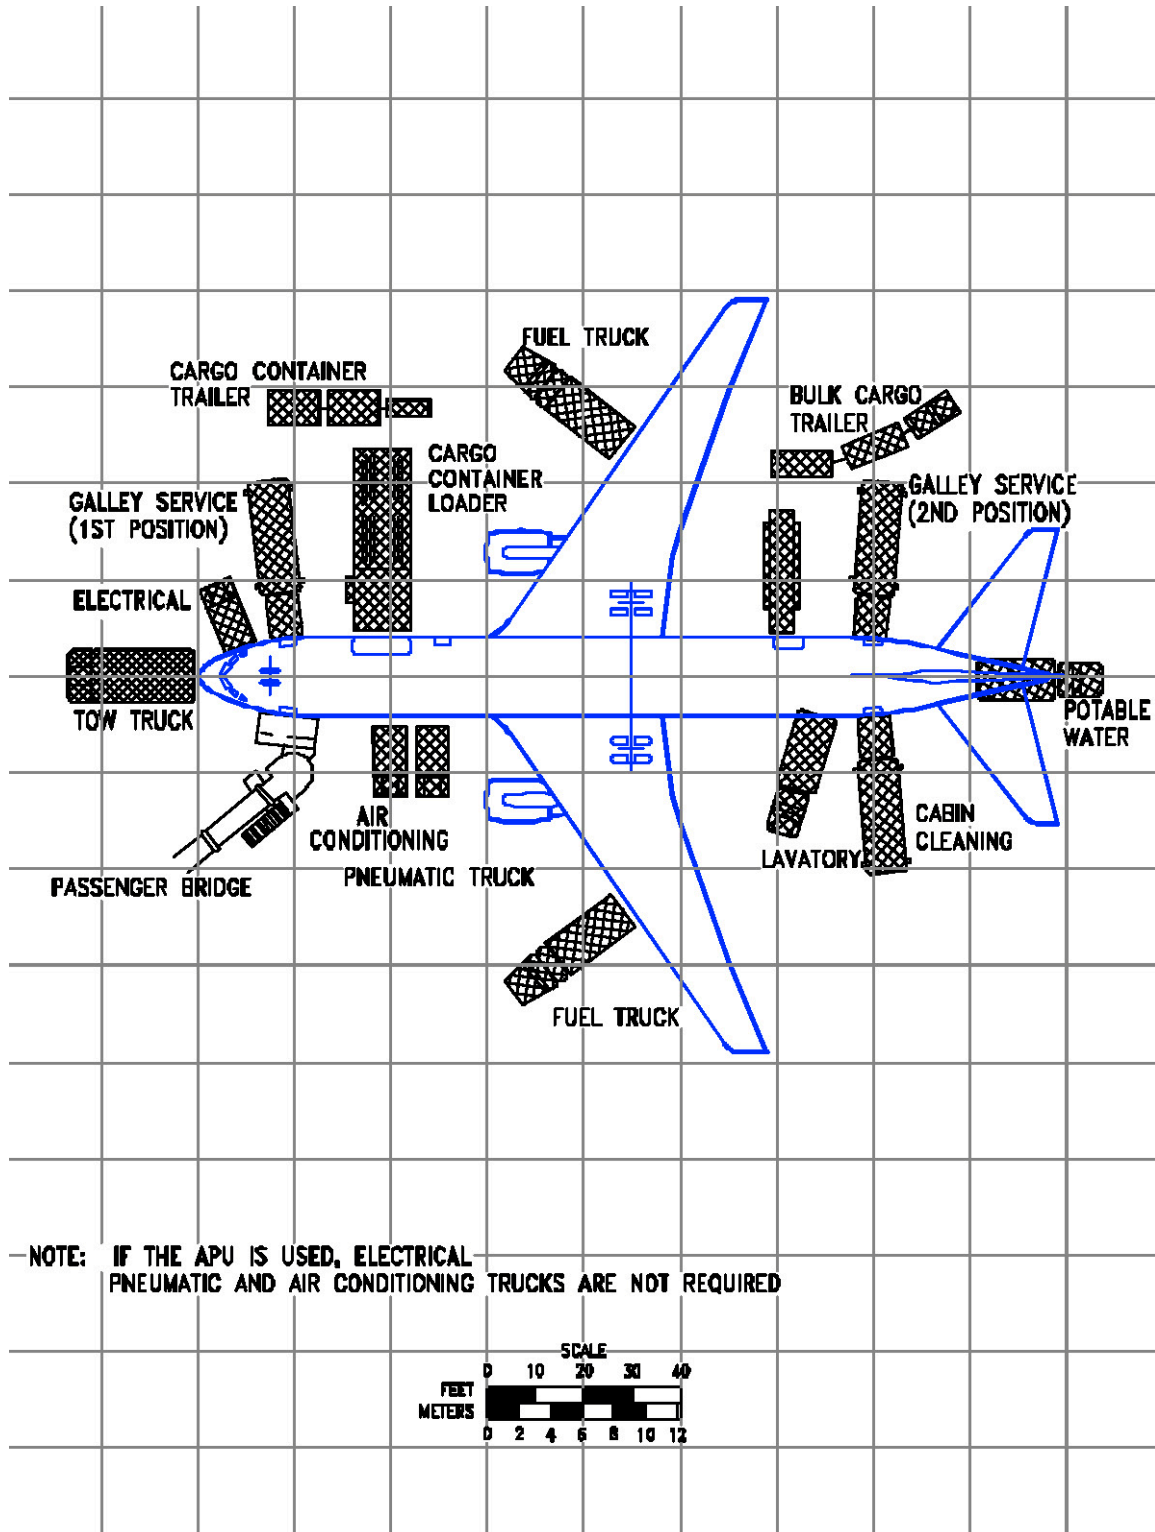 FUEL TRUCK
CARGO CONTAINER
TRAILER
BULK CARGO
TRAILER
CARGO
CONTAINER
LOADER
GALLEY SERVICE
(1ST POSITION)
GALLEY SERVICE
(2ND POSITION)
ELECTRICAL
TOW TRUCK
POTABLE
WATER
AIR
CONDITIONING
CABIN
CLEANING
LAVATORY
PNEUMATIC TRUCK
PASSENGER BRIDGE
FUEL TRUCK
NOTE: IF THE APU IS USED, ELECTRICAL
PNEUMATIC AND AIR CONDITIONING TRUCKS ARE NOT REQUIRED
SCALE
0 10 20 30 40
FEET
METERS
0 2 4 6 8 10 12